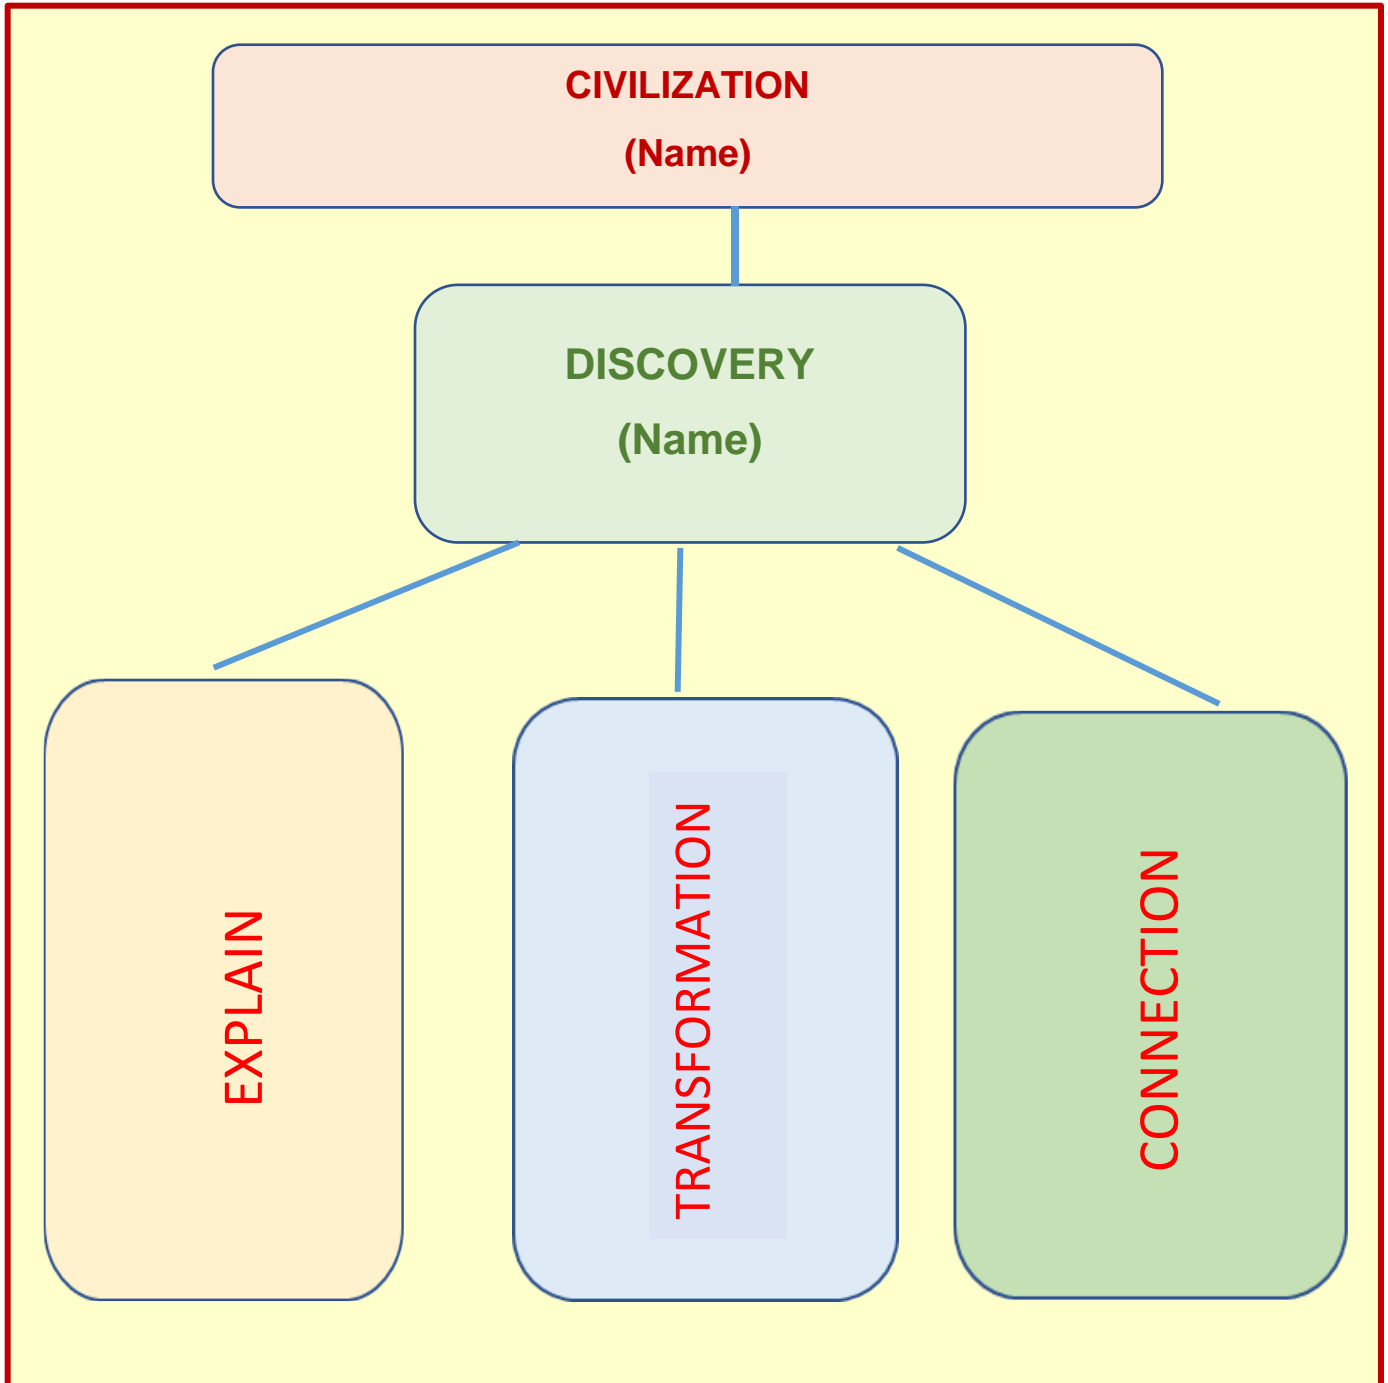 CIVILIZATION
(Name)
DISCOVERY
(Name)
EXPLAIN
TRANSFORMATION
CONNECTION